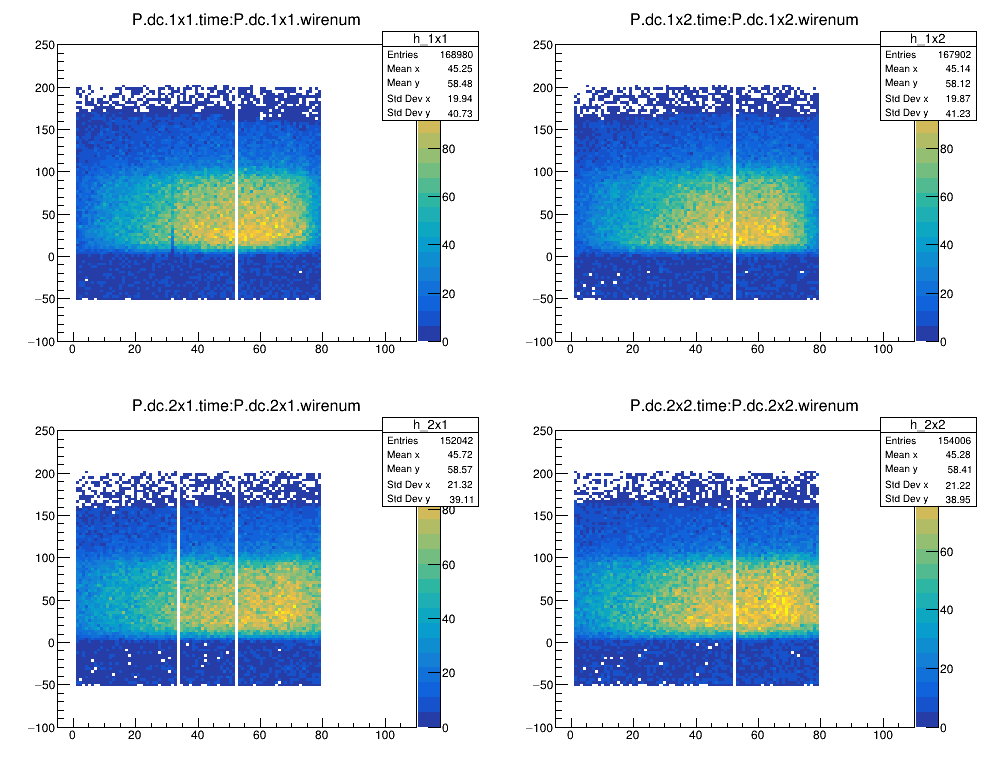 P.dc.1x1.time:P.dc.1x1.wirenum
h_1x1
Entries 168980
Mean x 45.25
Mean y 58.48
Std Dev x 19.94
Std Dev y 40.73
250
200
150
100
50
0
−50
−100
0 20 40 60 80 100
80
60
40
20
0
P.dc.1x2.time:P.dc.1x2.wirenum
h_1x2
Entries 167902
Mean x 45.14
Mean y 58.12
Std Dev x 19.87
Std Dev y 41.23
250
200
150
100
50
0
−50
−100
0 20 40 60 80 100
80
60
40
20
0
P.dc.2x1.time:P.dc.2x1.wirenum
h_2x1
Entries 152042
Mean x 45.72
Mean y 58.57
Std Dev x 21.32
Std Dev y 39.11
250
200
150
100
50
0
−50
−100
0 20 40 60 80 100
80
60
40
20
0
P.dc.2x2.time:P.dc.2x2.wirenum
h_2x2
Entries 154006
Mean x 45.28
Mean y 58.41
Std Dev x 21.22
Std Dev y 38.95
250
200
150
100
50
0
−50
−100
0 20 40 60 80 100
60
40
20
0